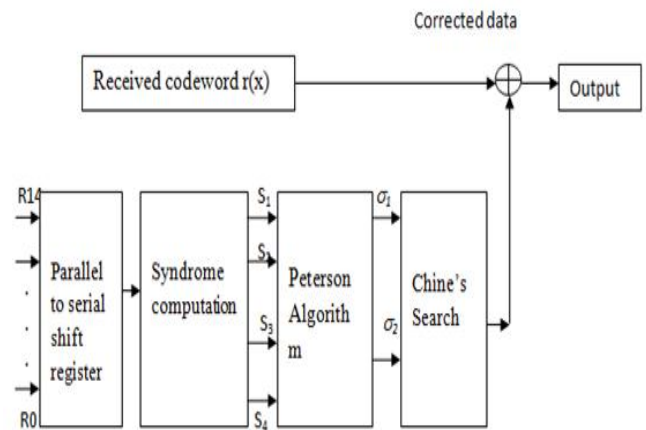 Corrected data
Received codeword r(x)
Output
R14
Parallel
to serial
shift
register
R0
Syndrome
computation
S₁
S₂
S₃
S₄
Peterson
Algorith
m
σ₁
σ₂
Chine's
Search